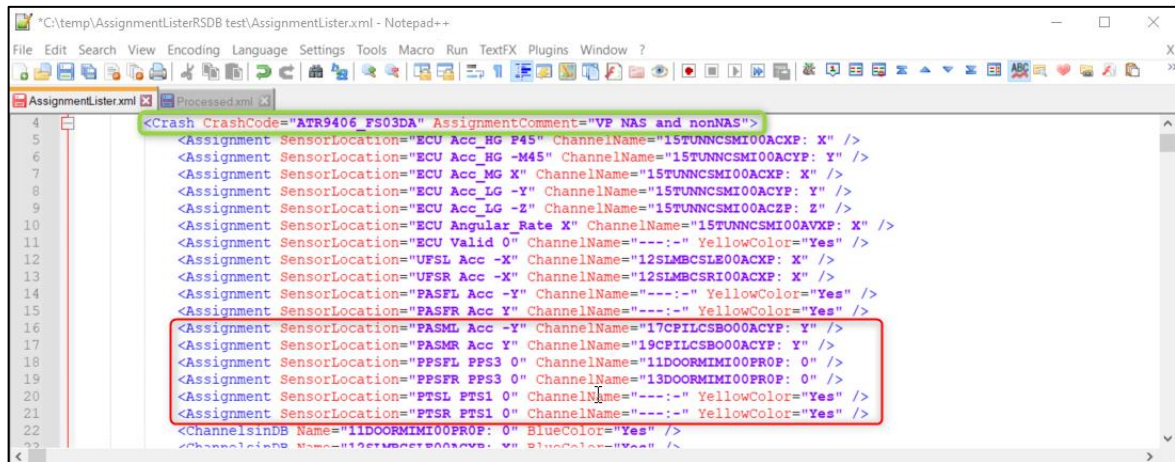 *C:\temp\AssignmentListerRSDB test\AssignmentLister.xml - Notepad++
File Edit Search View Encoding Language Settings Tools Macro Run TextFX Plugins Window ? X
ABC
AssignmentLister.xml Processed.xml
4 <Crash CrashCode="ATR9406_FS03DA" AssignmentComment="VP NAS and nonNAS">
5 <Assignment SensorLocation="ECU Acc_HG P45" ChannelName="15TUNNCSMI00ACXP: X" />
6 <Assignment SensorLocation="ECU Acc_HG -M45" ChannelName="15TUNNCSMI00ACYP: Y" />
7 <Assignment SensorLocation="ECU Acc_MG X" ChannelName="15TUNNCSMI00ACXP: X" />
8 <Assignment SensorLocation="ECU Acc_LG -Y" ChannelName="15TUNNCSMI00ACYP: Y" />
9 <Assignment SensorLocation="ECU Acc_LG -Z" ChannelName="15TUNNCSMI00ACZP: Z" />
10 <Assignment SensorLocation="ECU Angular_Rate X" ChannelName="15TUNNCSMI00AVXP: X" />
11 <Assignment SensorLocation="ECU Valid 0" ChannelName="---:-" YellowColor="Yes" />
12 <Assignment SensorLocation="UFSL Acc -X" ChannelName="12SLMBCSLE00ACXP: X" />
13 <Assignment SensorLocation="UFSR Acc -X" ChannelName="12SLMBCSRI00ACXP: X" />
14 <Assignment SensorLocation="PASFL Acc -Y" ChannelName="---:-" YellowColor="Yes" />
15 <Assignment SensorLocation="PASFR Acc Y" ChannelName="---:-" YellowColor="Yes" />
16 <Assignment SensorLocation="PASML Acc -Y" ChannelName="17CPILCSBO00ACYP: Y" />
17 <Assignment SensorLocation="PASMR Acc Y" ChannelName="19CPILCSBO00ACYP: Y" />
18 <Assignment SensorLocation="PPSFL PPS3 0" ChannelName="11DOORMIMI00PR0P: 0" />
19 <Assignment SensorLocation="PPSFR PPS3 0" ChannelName="13DOORMIMI00PR0P: 0" />
20 <Assignment SensorLocation="PTSL PTS1 0" ChannelName="---:-" YellowColor="Yes" />
21 <Assignment SensorLocation="PTSR PTS1 0" ChannelName="---:-" YellowColor="Yes" />
22 <ChannelsinDB Name="11DOORMIMI00PR0P: 0" BlueColor="Yes" />